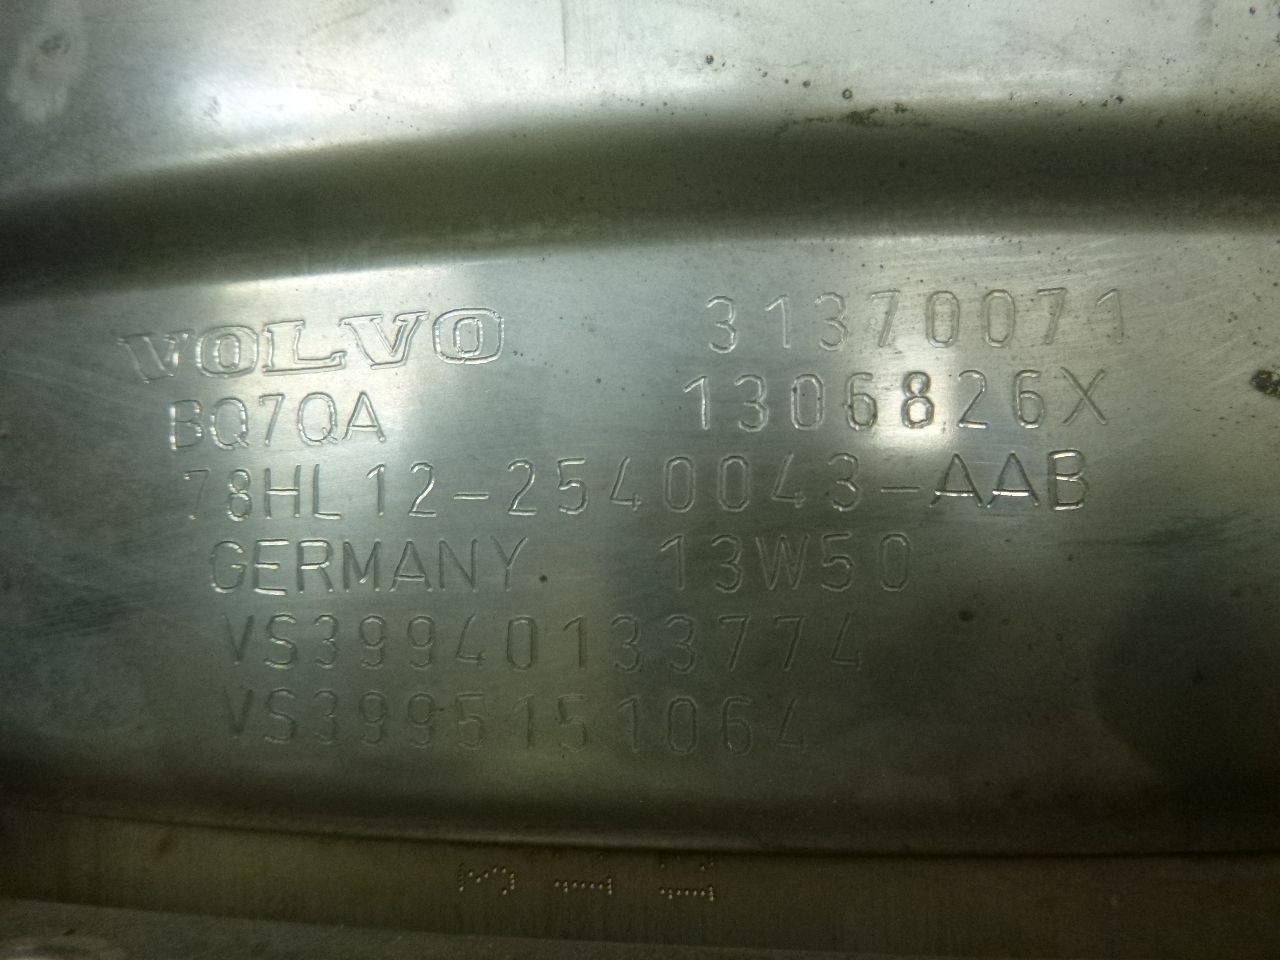 VOLVO 31370071
BQ7QA 1306826X
78HL12-2540043-AAB
GERMANY 13W50
VS39940133774
VS3995151064